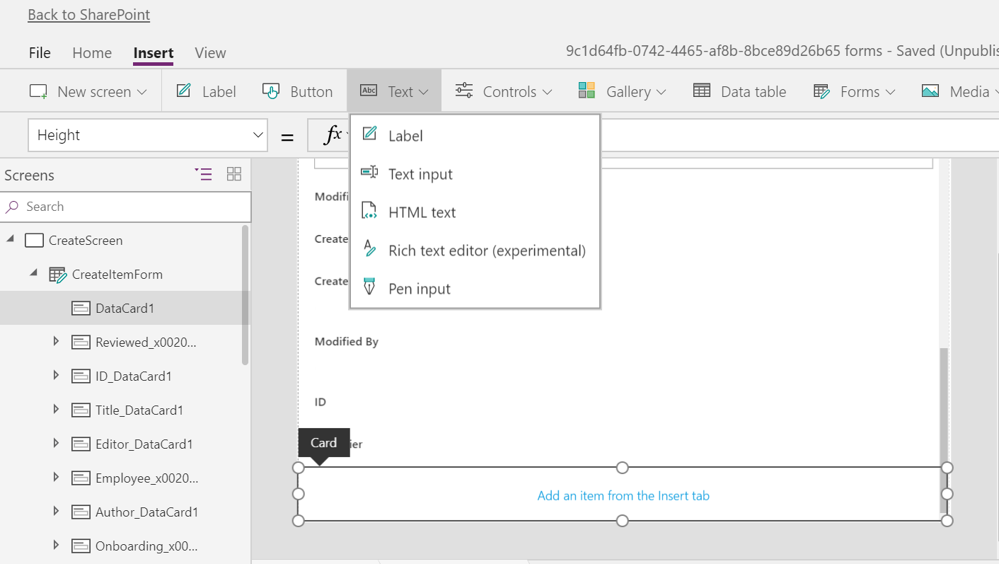 Back to SharePoint
File Home Insert View 9c1d64fb-0742-4465-af8b-8bce89d26b65 forms - Saved (Unpublis
New screen Label Button Abc Text Controls Gallery Data table Forms Media
Height = fx
Label
Text input
HTML text
Rich text editor (experimental)
Pen input
Screens
Search
CreateScreen
CreateItemForm
DataCard1
Reviewed_x0020...
ID_DataCard1
Title_DataCard1
Editor_DataCard1
Employee_x0020...
Author_DataCard1
Onboarding_x00...
Modifi
Create
Create
Modified By
ID
Card ier
Add an item from the Insert tab